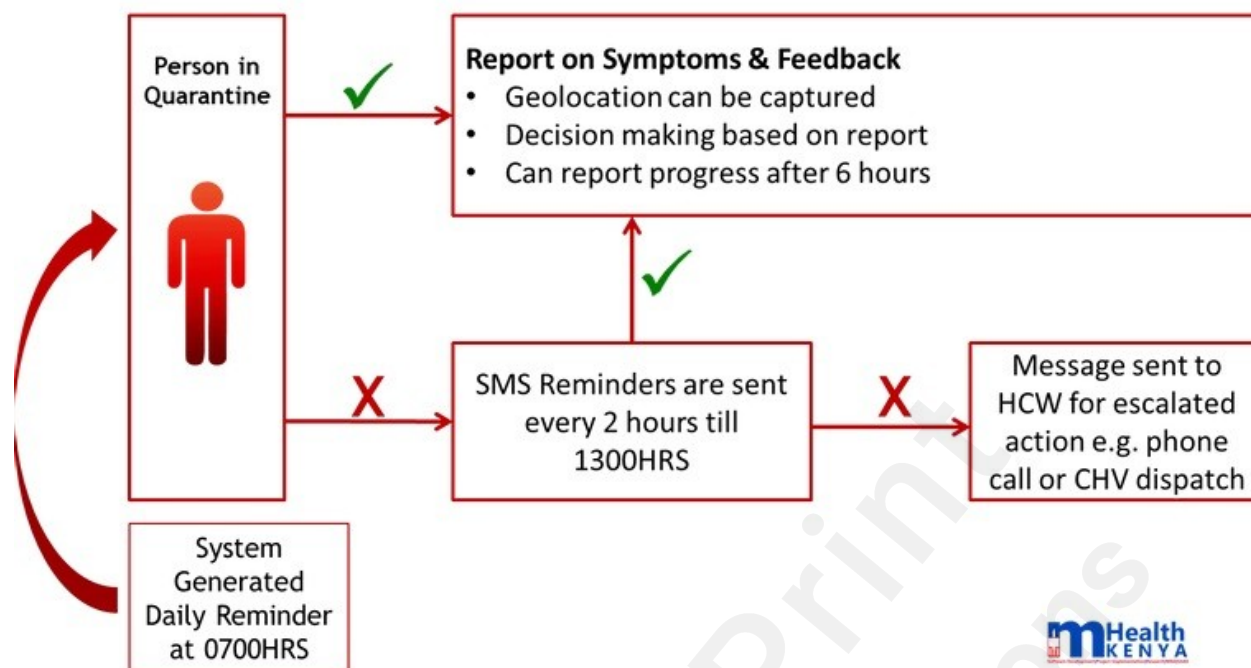 Person in
Quarantine
Report on Symptoms & Feedback
• Geolocation can be captured
• Decision making based on report
• Can report progress after 6 hours
SMS Reminders are sent
every 2 hours till
1300HRS
Message sent to
HCW for escalated
action e.g. phone
call or CHV dispatch
System
Generated
Daily Reminder
at 0700HRS
Print
ons
mHealth
KENYA